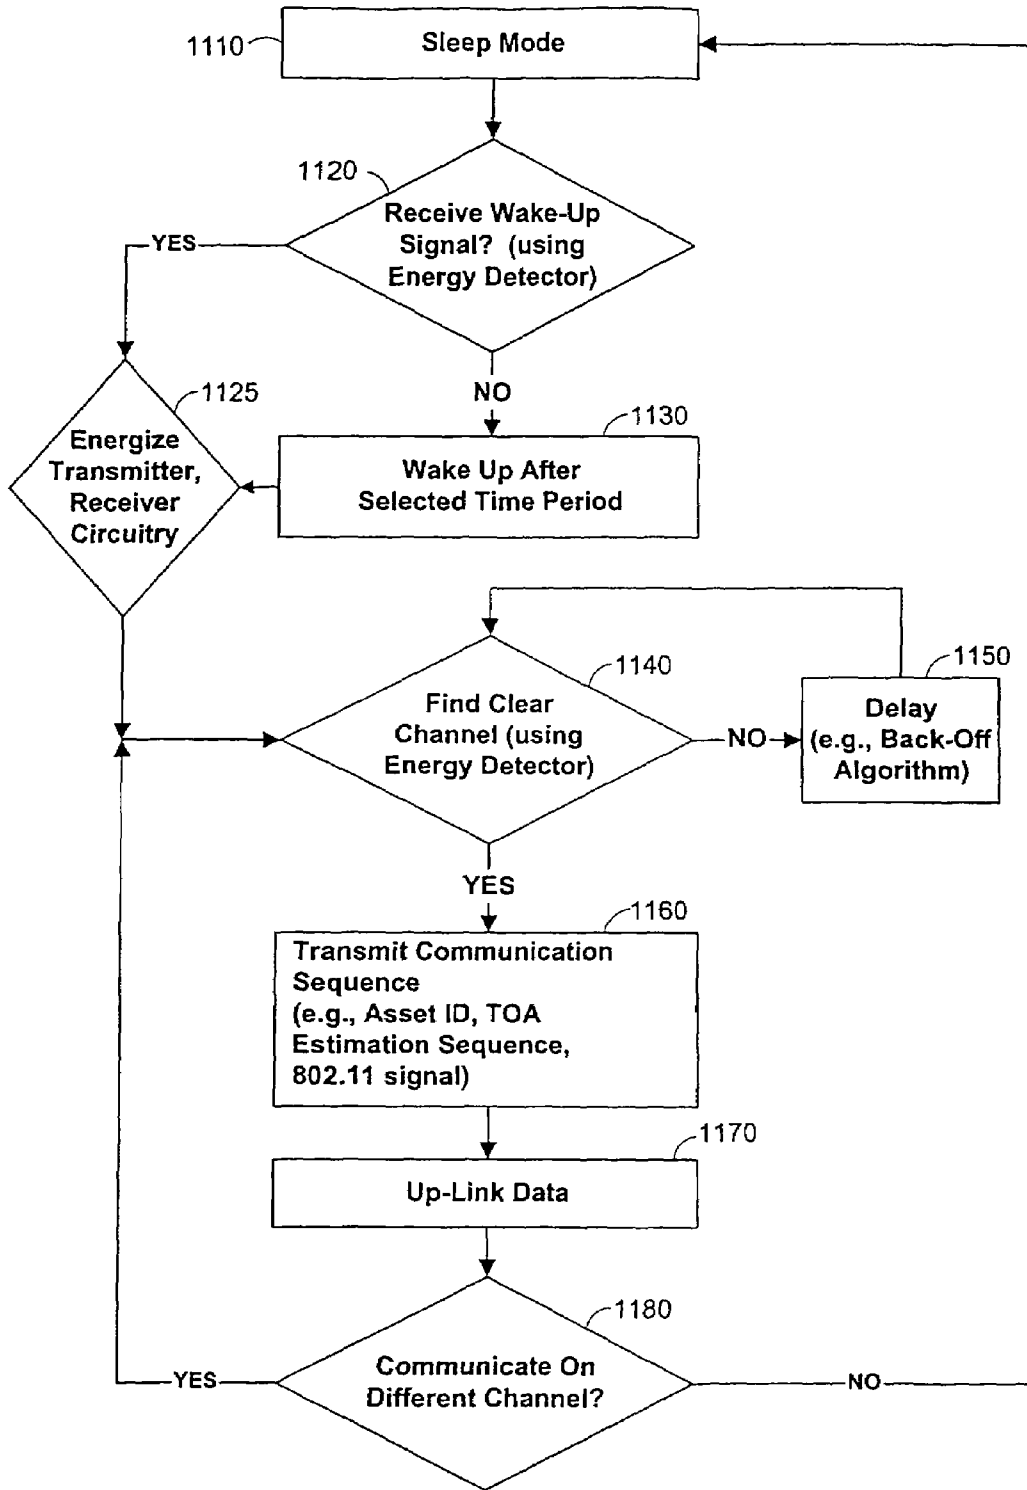 1110
Sleep Mode
1120
Receive Wake-Up
Signal? (using
Energy Detector)
YES
NO
1125
Energize
Transmitter,
Receiver
Circuitry
1130
Wake Up After
Selected Time Period
1140
Find Clear
Channel (using
Energy Detector)
NO
1150
Delay
(e.g., Back-Off
Algorithm)
YES
1160
Transmit Communication
Sequence
(e.g., Asset ID, TOA
Estimation Sequence,
802.11 signal)
1170
Up-Link Data
1180
Communicate On
Different Channel?
YES
NO